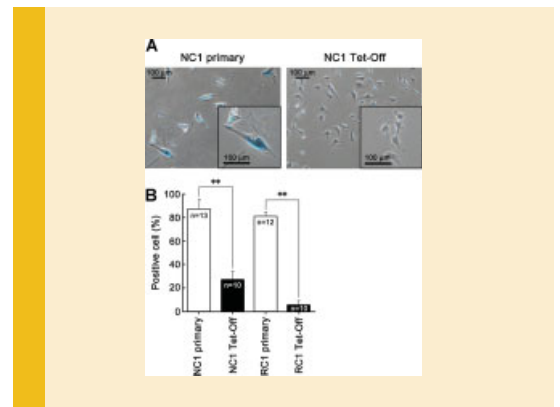 A
NC1 primary
NC1 Tet-Off
100 µm
100 µm
100 µm
100 µm
B
Positive cell (%)
100
80
60
40
20
0
**
**
n=13
n=10
n=12
n=10
NC1 primary
NC1 Tet-Off
RC1 primary
RC1 Tet-Off